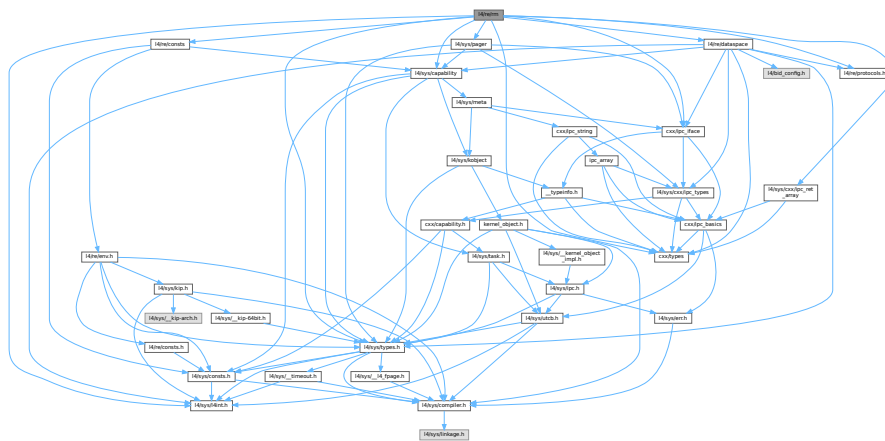 l4/re/rm
l4/re/consts
l4/sys/pager
l4/re/dataspace
l4/sys/capability
l4/bid_config.h
l4/re/protocols.h
l4/sys/meta
cxx/ipc_string
cxx/ipc_iface
l4/sys/kobject
ipc_array
__typeinfo.h
l4/sys/cxx/ipc_types
l4/sys/cxx/ipc_ret
_array
cxx/capability.h
kernel_object.h
cxx/ipc_basics
l4/re/env.h
l4/sys/task.h
l4/sys/__kernel_object
_impl.h
cxx/types
l4/sys/kip.h
l4/sys/ipc.h
l4/sys/__kip-arch.h
l4/sys/__kip-64bit.h
l4/sys/utcb.h
l4/sys/err.h
l4/re/consts.h
l4/sys/types.h
l4/sys/consts.h
l4/sys/__timeout.h
l4/sys/__l4_fpage.h
l4/sys/l4int.h
l4/sys/compiler.h
l4/sys/linkage.h